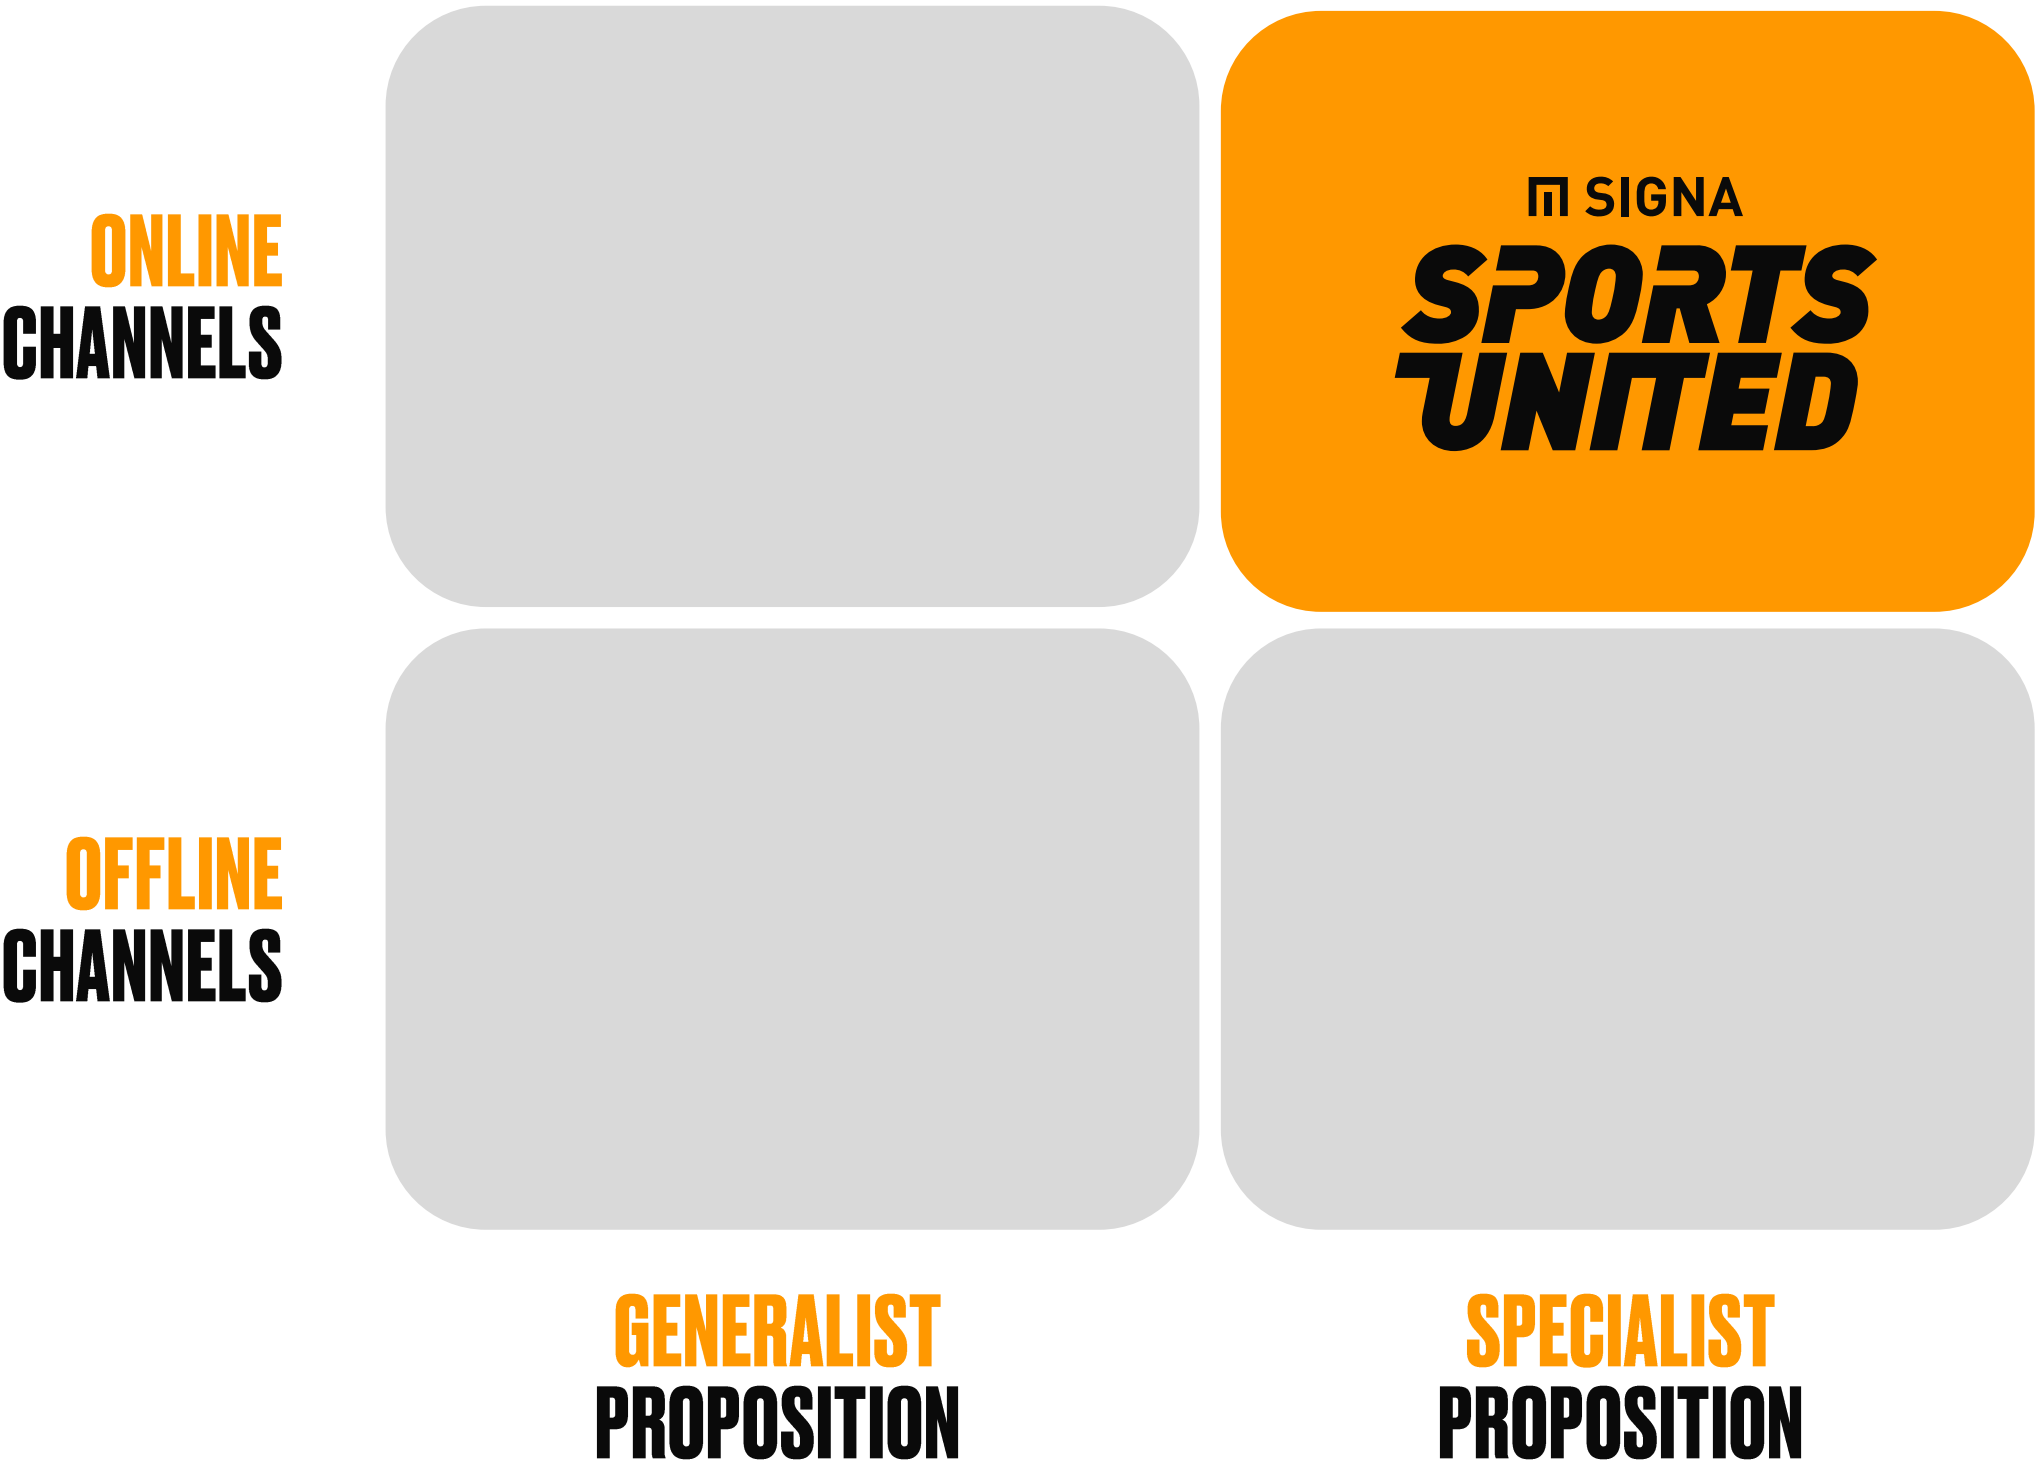 SIGNA
SPORTS
UNITED
ONLINE
CHANNELS
OFFLINE
CHANNELS
GENERALIST
PROPOSITION
SPECIALIST
PROPOSITION